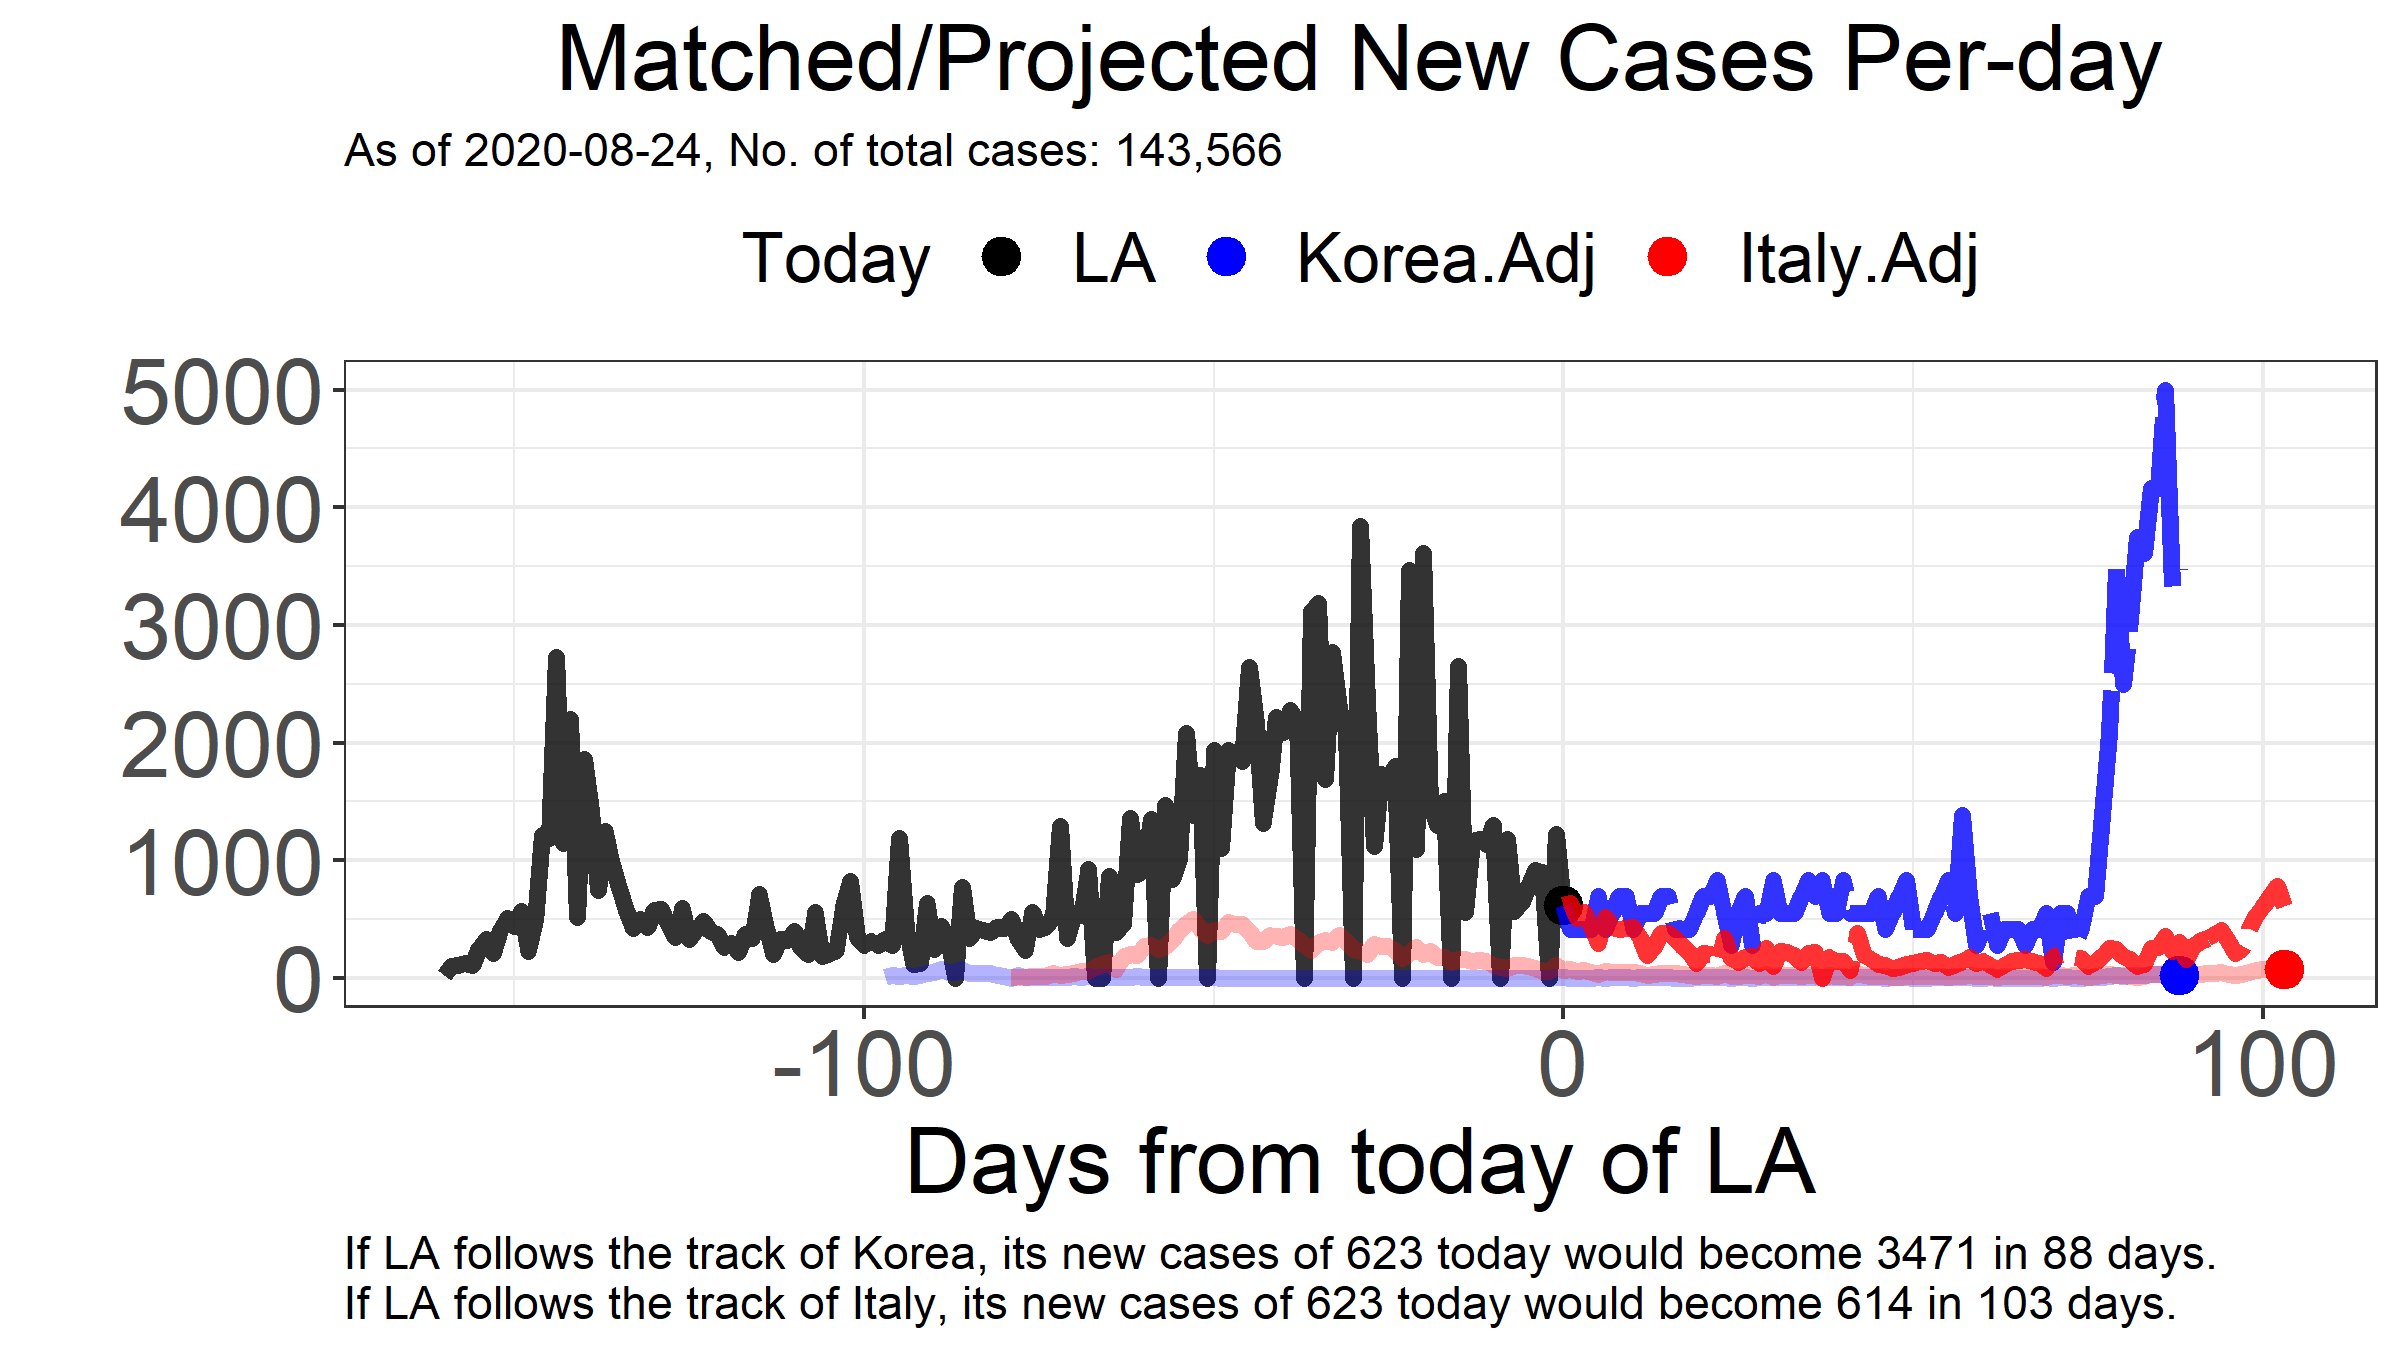 Matched/Projected New Cases Per-day
As of 2020-08-24, No. of total cases: 143,566
Today LA Korea.Adj Italy.Adj
5000
4000
3000
2000
1000
0
-100 0 100
Days from today of LA
If LA follows the track of Korea, its new cases of 623 today would become 3471 in 88 days.
If LA follows the track of Italy, its new cases of 623 today would become 614 in 103 days.